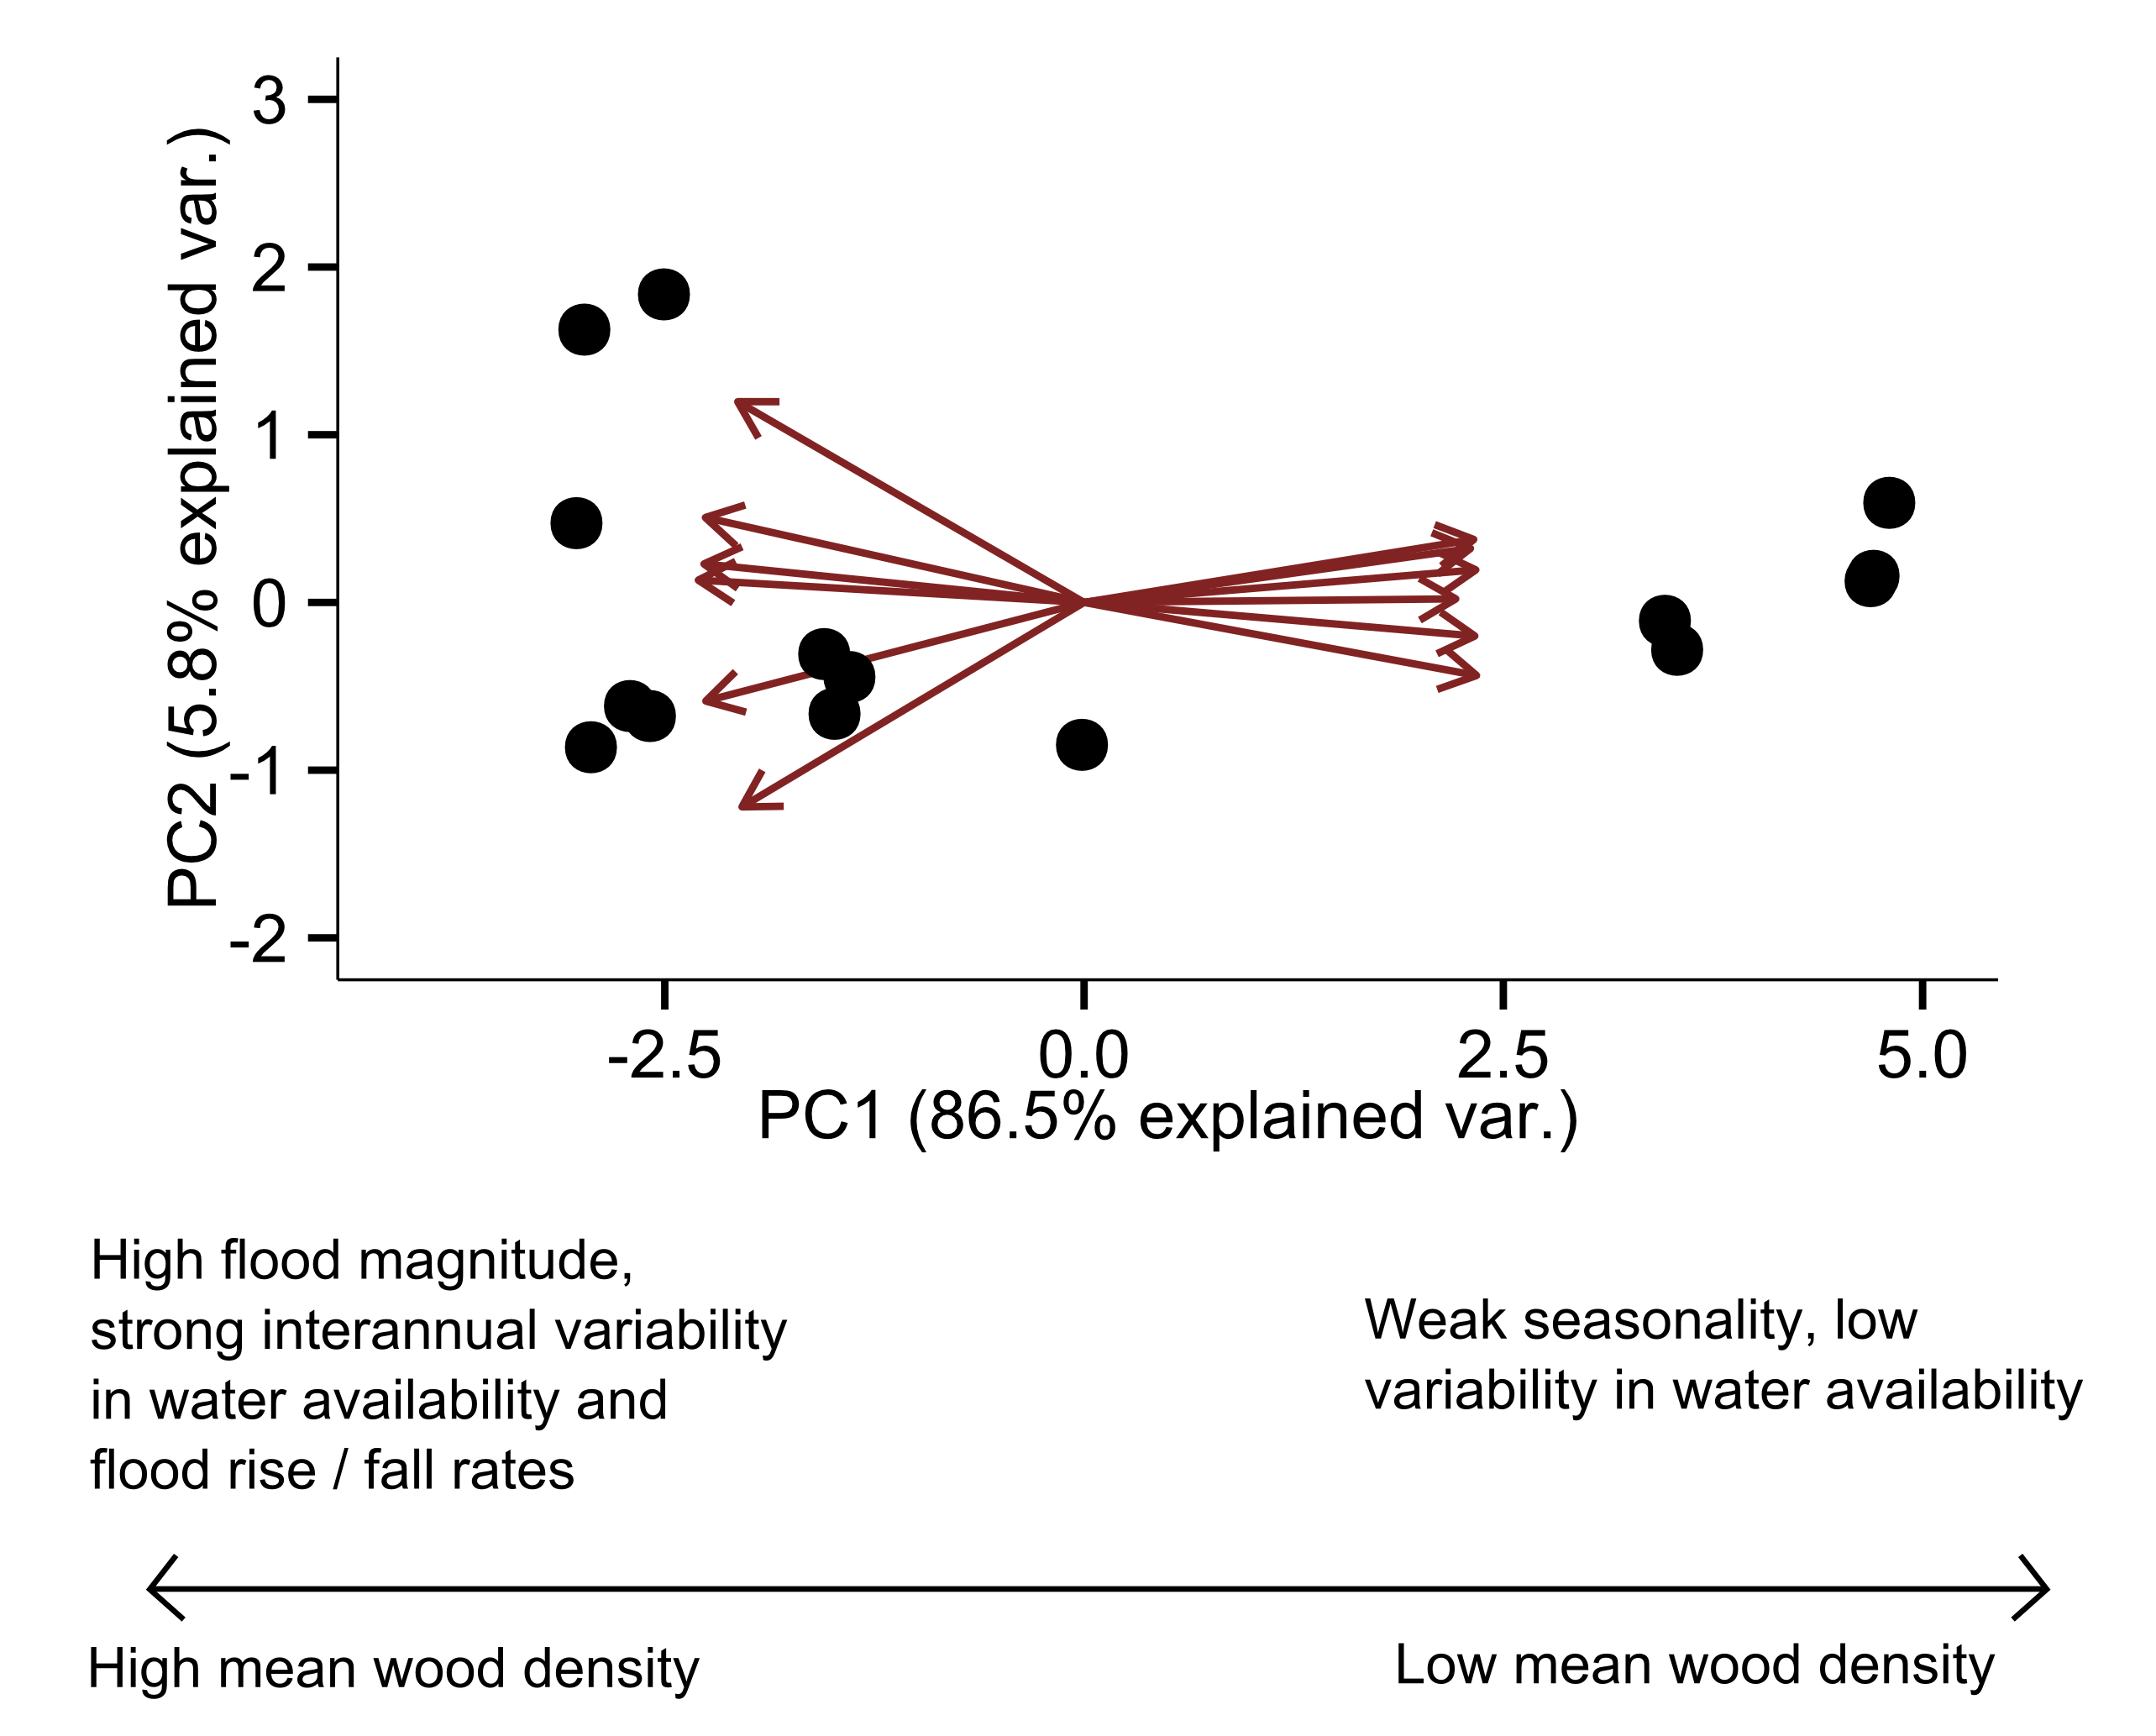 3
2
1
0
-1
-2
PC2 (5.8% explained var.)
-2.5
0.0
2.5
5.0
PC1 (86.5% explained var.)
High flood magnitude,
strong interannual variability
in water availability and
flood rise / fall rates
Weak seasonality, low
variability in water availability
High mean wood density
Low mean wood density